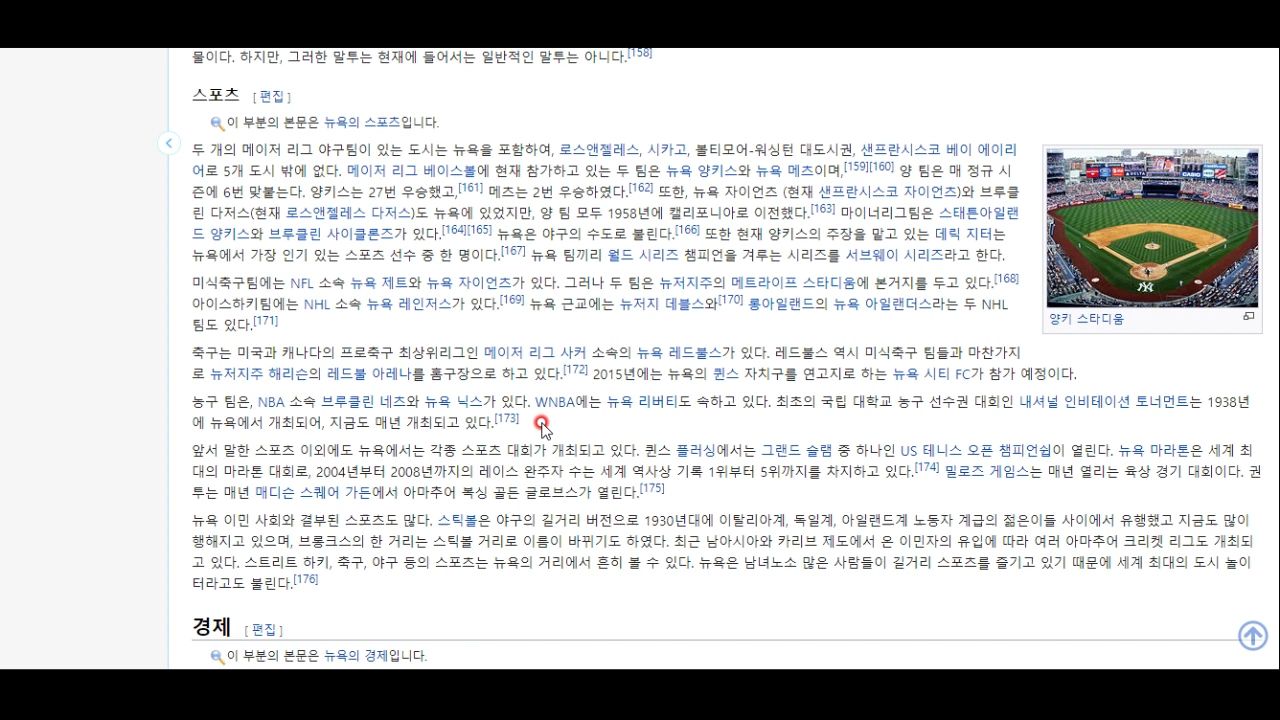 물이다. 하지만, 그러한 말투는 현재에 들어서는 일반적인 말투는 아니다.[158]
스포츠 [ 편집 ]
이 부분의 본문은 뉴욕의 스포츠입니다.
두 개의 메이저 리그 야구팀이 있는 도시는 뉴욕을 포함하여, 로스앤젤레스, 시카고, 볼티모어-워싱턴 대도시권, 샌프란시스코 베이 에이리
어로 5개 도시 밖에 없다. 메이저 리그 베이스볼에 현재 참가하고 있는 두 팀은 뉴욕 양키스와 뉴욕 메츠이며,[159][160] 양 팀은 매 정규 시
즌에 6번 맞붙는다. 양키스는 27번 우승했고,[161] 메츠는 2번 우승하였다.[162] 또한, 뉴욕 자이언츠 (현재 샌프란시스코 자이언츠)와 브루클
린 다저스(현재 로스앤젤레스 다저스)도 뉴욕에 있었지만, 양 팀 모두 1958년에 캘리포니아로 이전했다.[163] 마이너리그팀은 스태튼아일랜
드 양키스와 브루클린 사이클론즈가 있다.[164][165] 뉴욕은 야구의 수도로 불린다.[166] 또한 현재 양키스의 주장을 맡고 있는 데릭 지터는
뉴욕에서 가장 인기 있는 스포츠 선수 중 한 명이다.[167] 뉴욕 팀끼리 월드 시리즈 챔피언을 겨루는 시리즈를 서브웨이 시리즈라고 한다.
양키 스타디움
미식축구팀에는 NFL 소속 뉴욕 제트와 뉴욕 자이언츠가 있다. 그러나 두 팀은 뉴저지주의 메트라이프 스타디움에 본거지를 두고 있다.[168]
아이스하키팀에는 NHL 소속 뉴욕 레인저스가 있다.[169] 뉴욕 근교에는 뉴저지 데블스와[170] 롱아일랜드의 뉴욕 아일랜더스라는 두 NHL
팀도 있다.[171]
축구는 미국과 캐나다의 프로축구 최상위리그인 메이저 리그 사커 소속의 뉴욕 레드불스가 있다. 레드불스 역시 미식축구 팀들과 마찬가지
로 뉴저지주 해리슨의 레드불 아레나를 홈구장으로 하고 있다.[172] 2015년에는 뉴욕의 퀸스 자치구를 연고지로 하는 뉴욕 시티 FC가 참가 예정이다.
농구 팀은, NBA 소속 브루클린 네츠와 뉴욕 닉스가 있다. WNBA에는 뉴욕 리버티도 속하고 있다. 최초의 국립 대학교 농구 선수권 대회인 내셔널 인비테이션 토너먼트는 1938년
에 뉴욕에서 개최되어, 지금도 매년 개최되고 있다.[173]
앞서 말한 스포츠 이외에도 뉴욕에서는 각종 스포츠 대회가 개최되고 있다. 퀸스 플러싱에서는 그랜드 슬램 중 하나인 US 테니스 오픈 챔피언쉽이 열린다. 뉴욕 마라톤은 세계 최
대의 마라톤 대회로, 2004년부터 2008년까지의 레이스 완주자 수는 세계 역사상 기록 1위부터 5위까지를 차지하고 있다.[174] 밀로즈 게임스는 매년 열리는 육상 경기 대회이다. 권
투는 매년 매디슨 스퀘어 가든에서 아마추어 복싱 골든 글로브스가 열린다.[175]
뉴욕 이민 사회와 결부된 스포츠도 많다. 스틱볼은 야구의 길거리 버전으로 1930년대에 이탈리아계, 독일계, 아일랜드계 노동자 계급의 젊은이들 사이에서 유행했고 지금도 많이
행해지고 있으며, 브롱크스의 한 거리는 스틱볼 거리로 이름이 바뀌기도 하였다. 최근 남아시아와 카리브 제도에서 온 이민자의 유입에 따라 여러 아마추어 크리켓 리그도 개최되
고 있다. 스트리트 하키, 축구, 야구 등의 스포츠는 뉴욕의 거리에서 흔히 볼 수 있다. 뉴욕은 남녀노소 많은 사람들이 길거리 스포츠를 즐기고 있기 때문에 세계 최대의 도시 놀이
터라고도 불린다.[176]
경제 [ 편집 ]
이 부분의 본문은 뉴욕의 경제입니다.